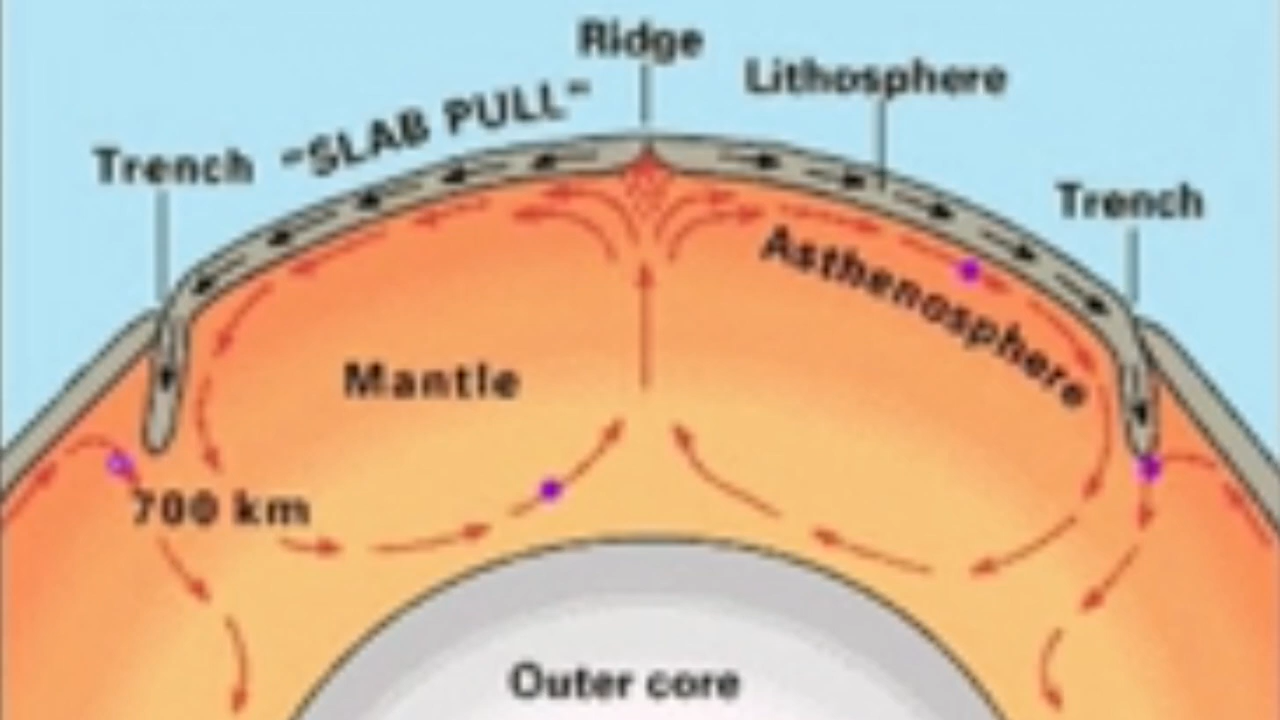 Ridge
Lithosphere
"SLAB PULL"
Trench
Trench
Asthenosphere
Mantle
700 km
Outer core